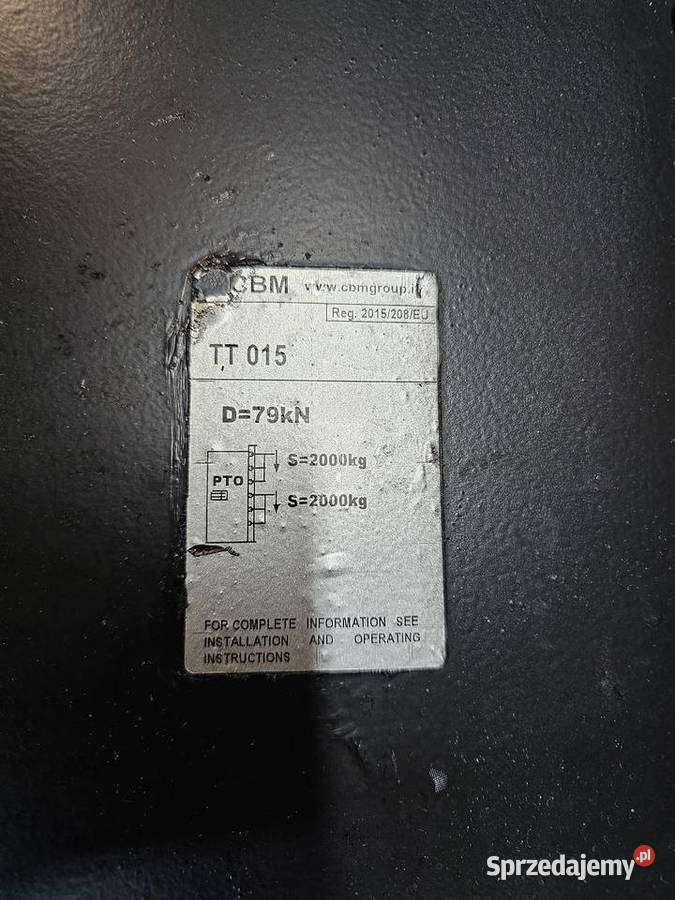 CBM www.cbmgroup.it
Reg. 2015/208/EU
TT 015
D=79kN
S=2000kg
PTO
S=2000kg
FOR COMPLETE INFORMATION SEE
INSTALLATION AND OPERATING
INSTRUCTIONS
Sprzedajemy.pl